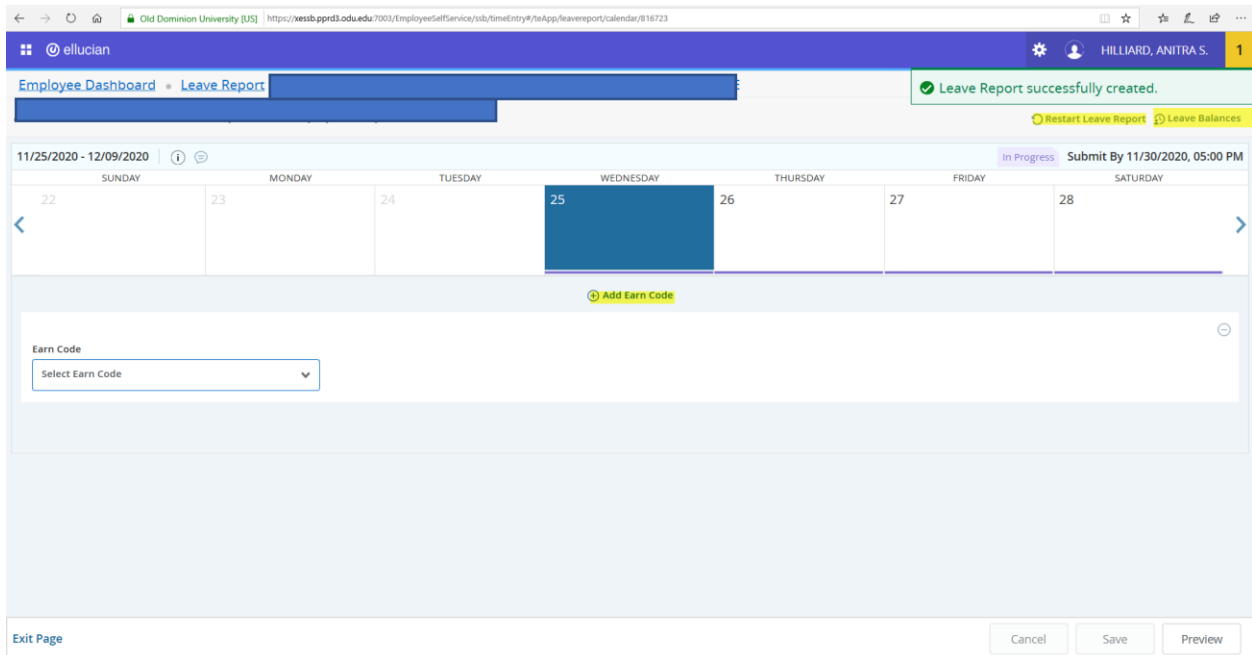 Old Dominion University [US] https://xessb.pprd3.odu.edu:7003/EmployeeSelfService/ssb/timeEntry#/teApp/leavereport/calendar/816723
ellucian HILLIARD, ANITRA S. 1
Employee Dashboard • Leave Report
Leave Report successfully created.
Restart Leave Report Leave Balances
11/25/2020 - 12/09/2020 In Progress Submit By 11/30/2020, 05:00 PM
SUNDAY MONDAY TUESDAY WEDNESDAY THURSDAY FRIDAY SATURDAY
22 23 24 25 26 27 28
Add Earn Code
Earn Code
Select Earn Code
Exit Page Cancel Save Preview